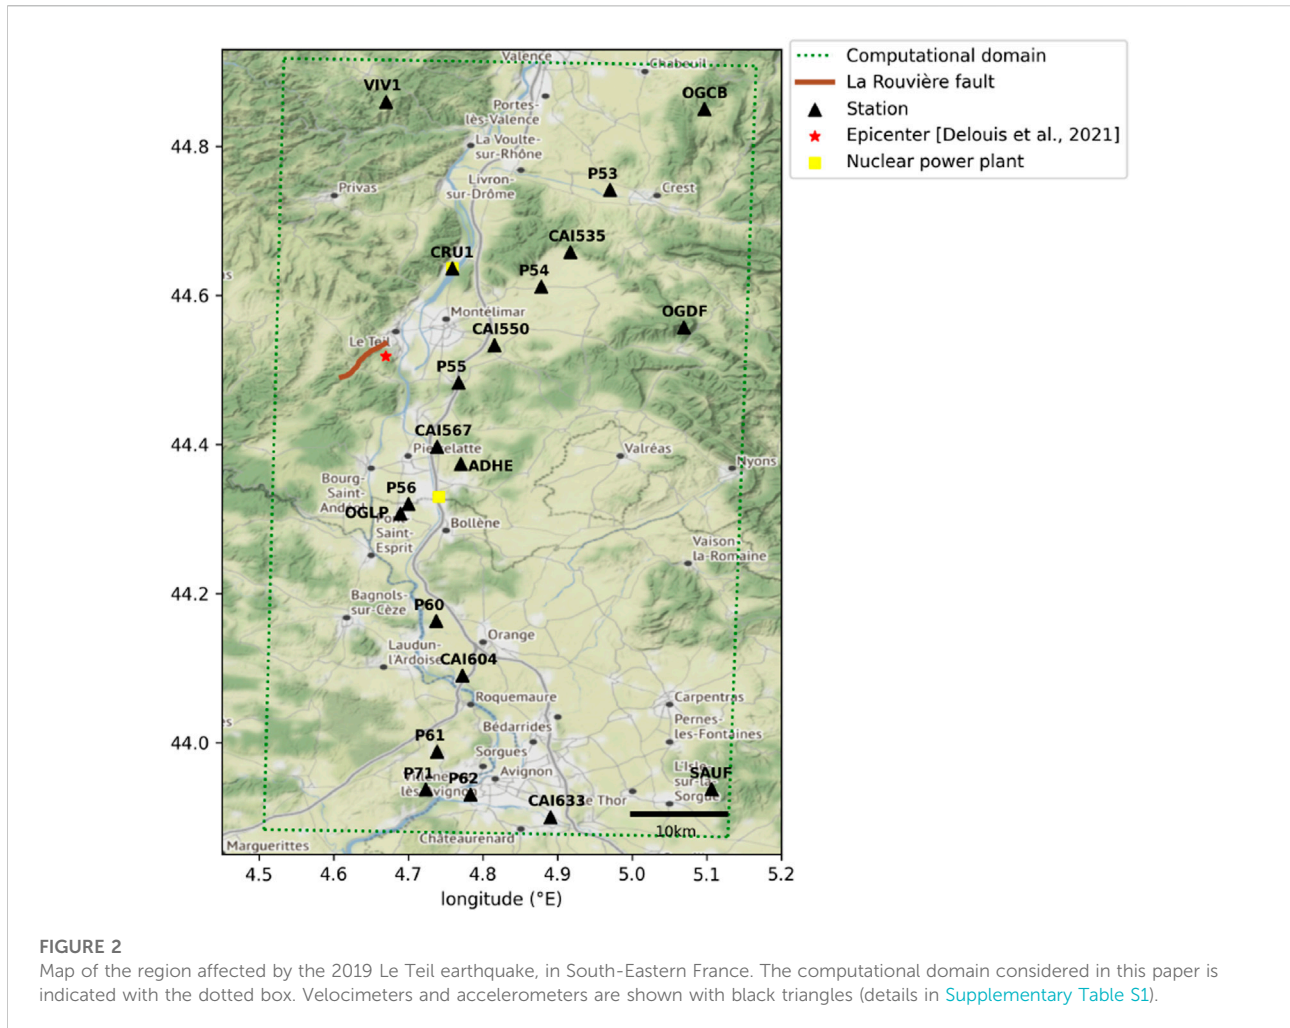 Valence
Chabeuil
VIV1
OGCB
Portes-
lès-Valence
44.8
La Voulte-
sur-Rhône
Livron-
sur-Drôme
P53
Privas
Crest
CAI535
CRU1
P54
44.6
Montélimar
OGDF
CAI550
Le Teil
P55
44.4
CAI567
Valréas
ADHE
Nyons
Bourg-
Saint-
P56
OGLP
Saint-
Esprit
Bollène
Vaison
-la-Romaine
44.2
Bagnols-
sur-Cèze
P60
Orange
Laudun-
l'Ardoise
CAI604
Roquemaure
Carpentras
Pernes-
les-Fontaines
Bédarrides
44.0
P61
Sorgues
P71
P62
Avignon
SAUF
CAI633
Thor
Sorgue
10km
Châteaurenard
Marguerittes
4.5 4.6 4.7 4.8 4.9 5.0 5.1 5.2
longitude (°E)
Computational domain
La Rouvière fault
Station
Epicenter [Delouis et al., 2021]
Nuclear power plant
FIGURE 2
Map of the region affected by the 2019 Le Teil earthquake, in South-Eastern France. The computational domain considered in this paper is
indicated with the dotted box. Velocimeters and accelerometers are shown with black triangles (details in Supplementary Table S1).